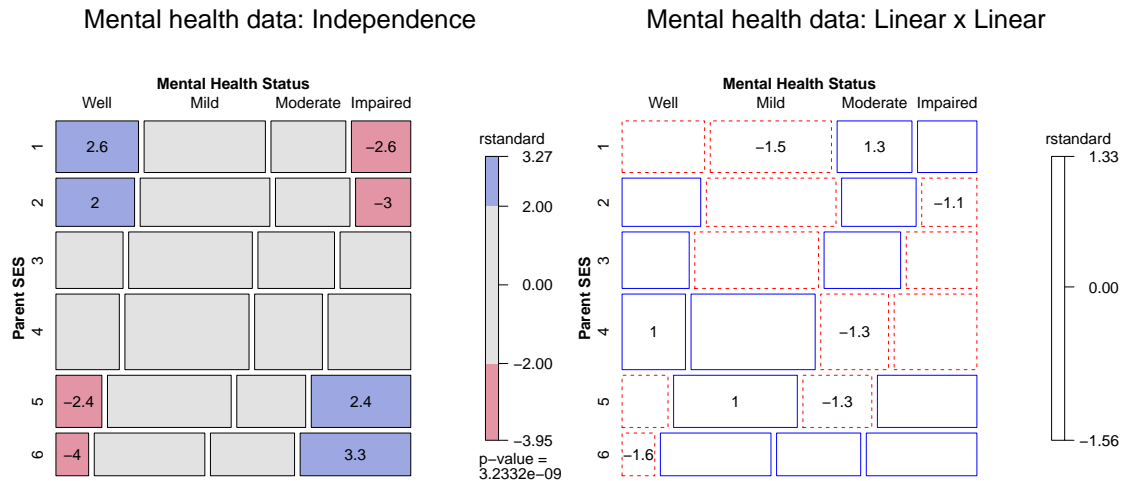 Mental health data: Independence
Mental Health Status
Well Mild Moderate Impaired
Parent SES
1 2.6 −2.6
2 2 −3
3
4
5 −2.4 2.4
6 −4 3.3
rstandard
3.27
2.00
0.00
−2.00
−3.95
p−value =
3.2332e−09
Mental health data: Linear x Linear
Mental Health Status
Well Mild Moderate Impaired
Parent SES
1 −1.5 1.3
2 −1.1
3
4 1 −1.3
5 1 −1.3
6 −1.6
rstandard
1.33
0.00
−1.56